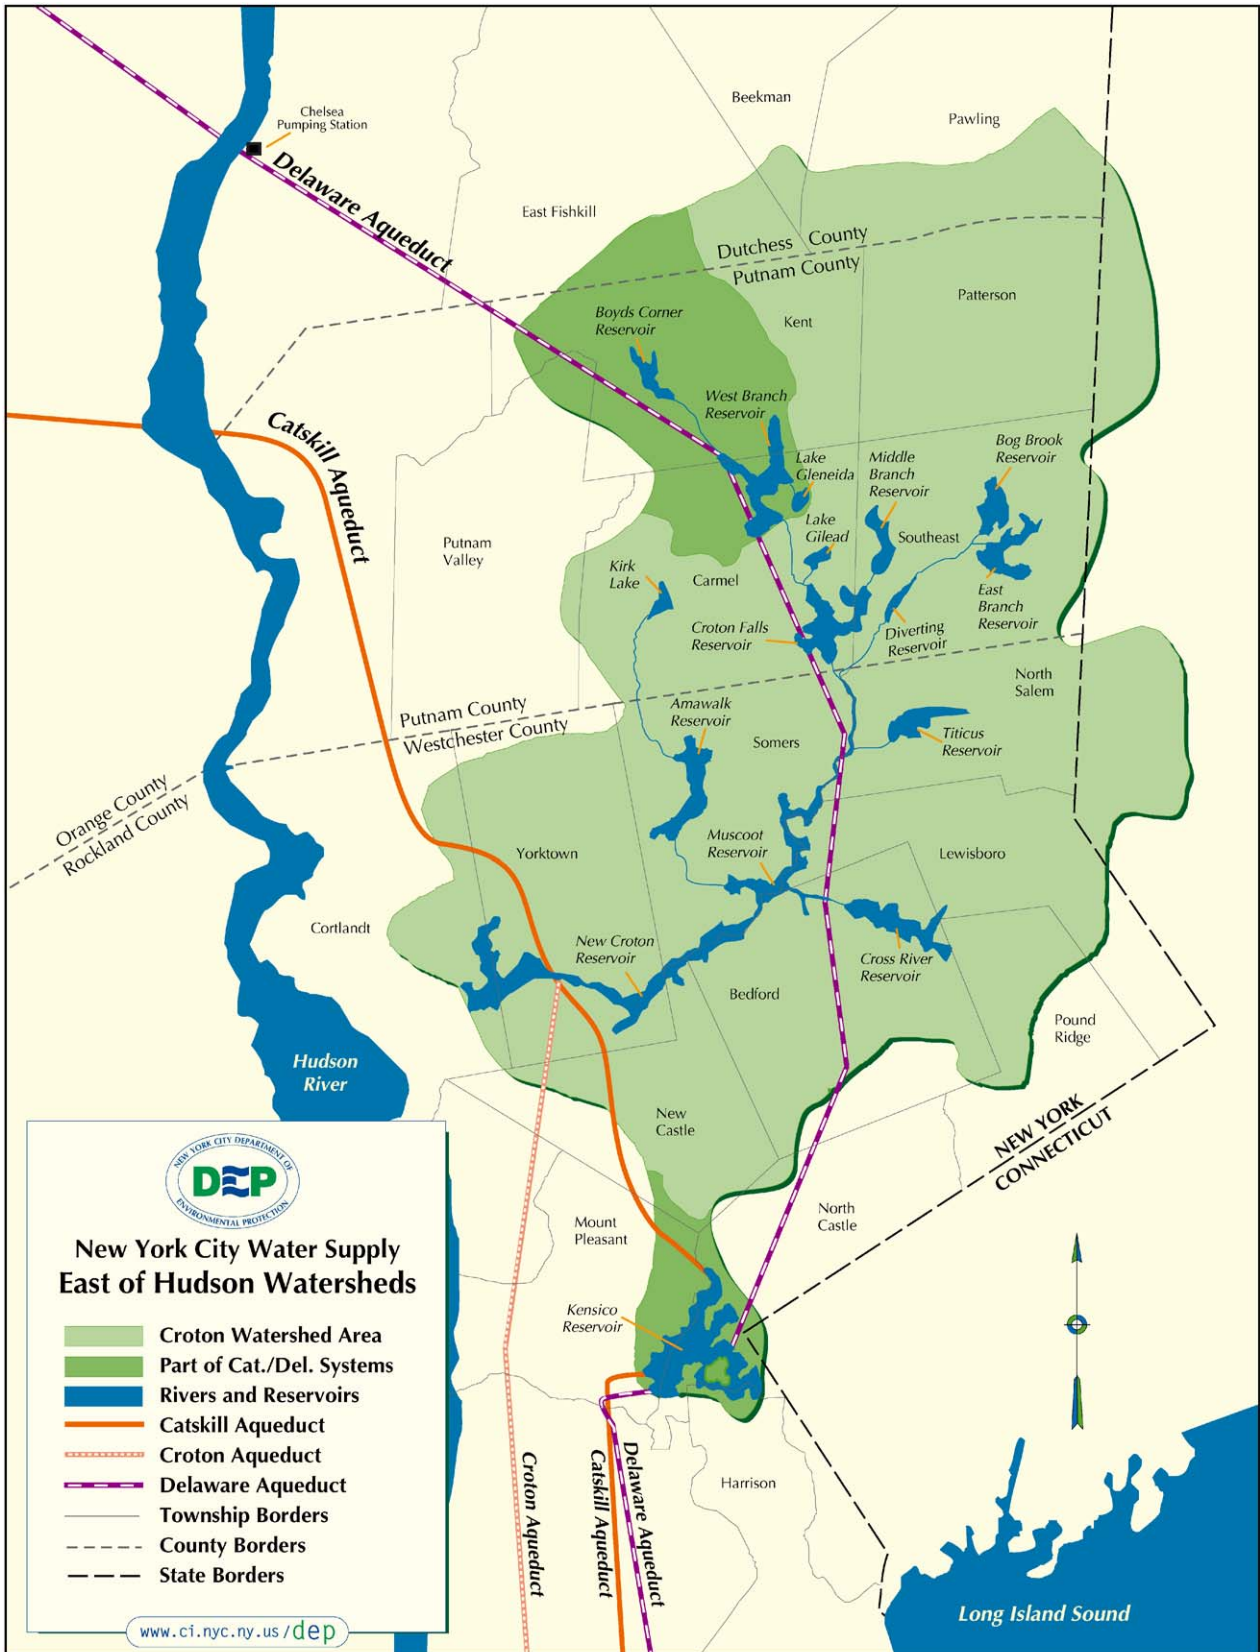 Beekman
Pawling
Chelsea
Pumping Station
Delaware Aqueduct
East Fishkill
Dutchess County
Putnam County
Patterson
Boyds Corner
Reservoir
Kent
West Branch
Reservoir
Catskill Aqueduct
Lake
Gleneida
Middle
Branch
Reservoir
Bog Brook
Reservoir
Lake
Gilead
Southeast
Putnam
Valley
Kirk
Lake
Carmel
East
Branch
Reservoir
Croton Falls
Reservoir
Diverting
Reservoir
North
Salem
Putnam County
Westchester County
Amawalk
Reservoir
Somers
Titicus
Reservoir
Orange County
Rockland County
Yorktown
Muscoot
Reservoir
Lewisboro
Cortlandt
New Croton
Reservoir
Cross River
Reservoir
Bedford
Pound
Ridge
Hudson
River
New
Castle
NEW YORK
CONNECTICUT
North
Castle
Mount
Pleasant
Kensico
Reservoir
Harrison
Croton Aqueduct
Catskill Aqueduct
Delaware Aqueduct
Long Island Sound
NEW YORK CITY DEPARTMENT OF
DEP
ENVIRONMENTAL PROTECTION
New York City Water Supply
East of Hudson Watersheds
Croton Watershed Area
Part of Cat./Del. Systems
Rivers and Reservoirs
Catskill Aqueduct
Croton Aqueduct
Delaware Aqueduct
Township Borders
County Borders
State Borders
www.ci.nyc.ny.us/dep